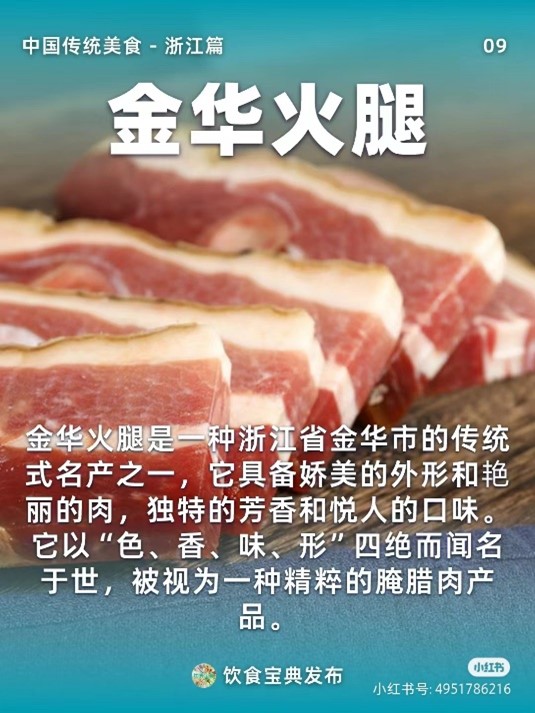 中国传统美食 - 浙江篇
09
金华火腿
金华火腿是一种浙江省金华市的传统
式名产之一，它具备娇美的外形和艳
丽的肉，独特的芳香和悦人的口味。
它以“色、香、味、形”四绝而闻名
于世，被视为一种精粹的腌腊肉产
品。
饮食宝典发布
小红书
小红书号: 4951786216